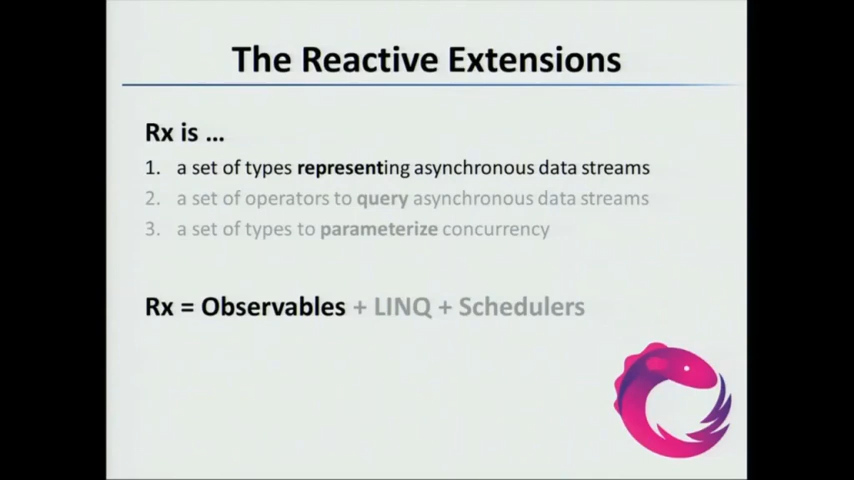 The Reactive Extensions
Rx is ...
1. a set of types representing asynchronous data streams
2. a set of operators to query asynchronous data streams
3. a set of types to parameterize concurrency
Rx = Observables + LINQ + Schedulers